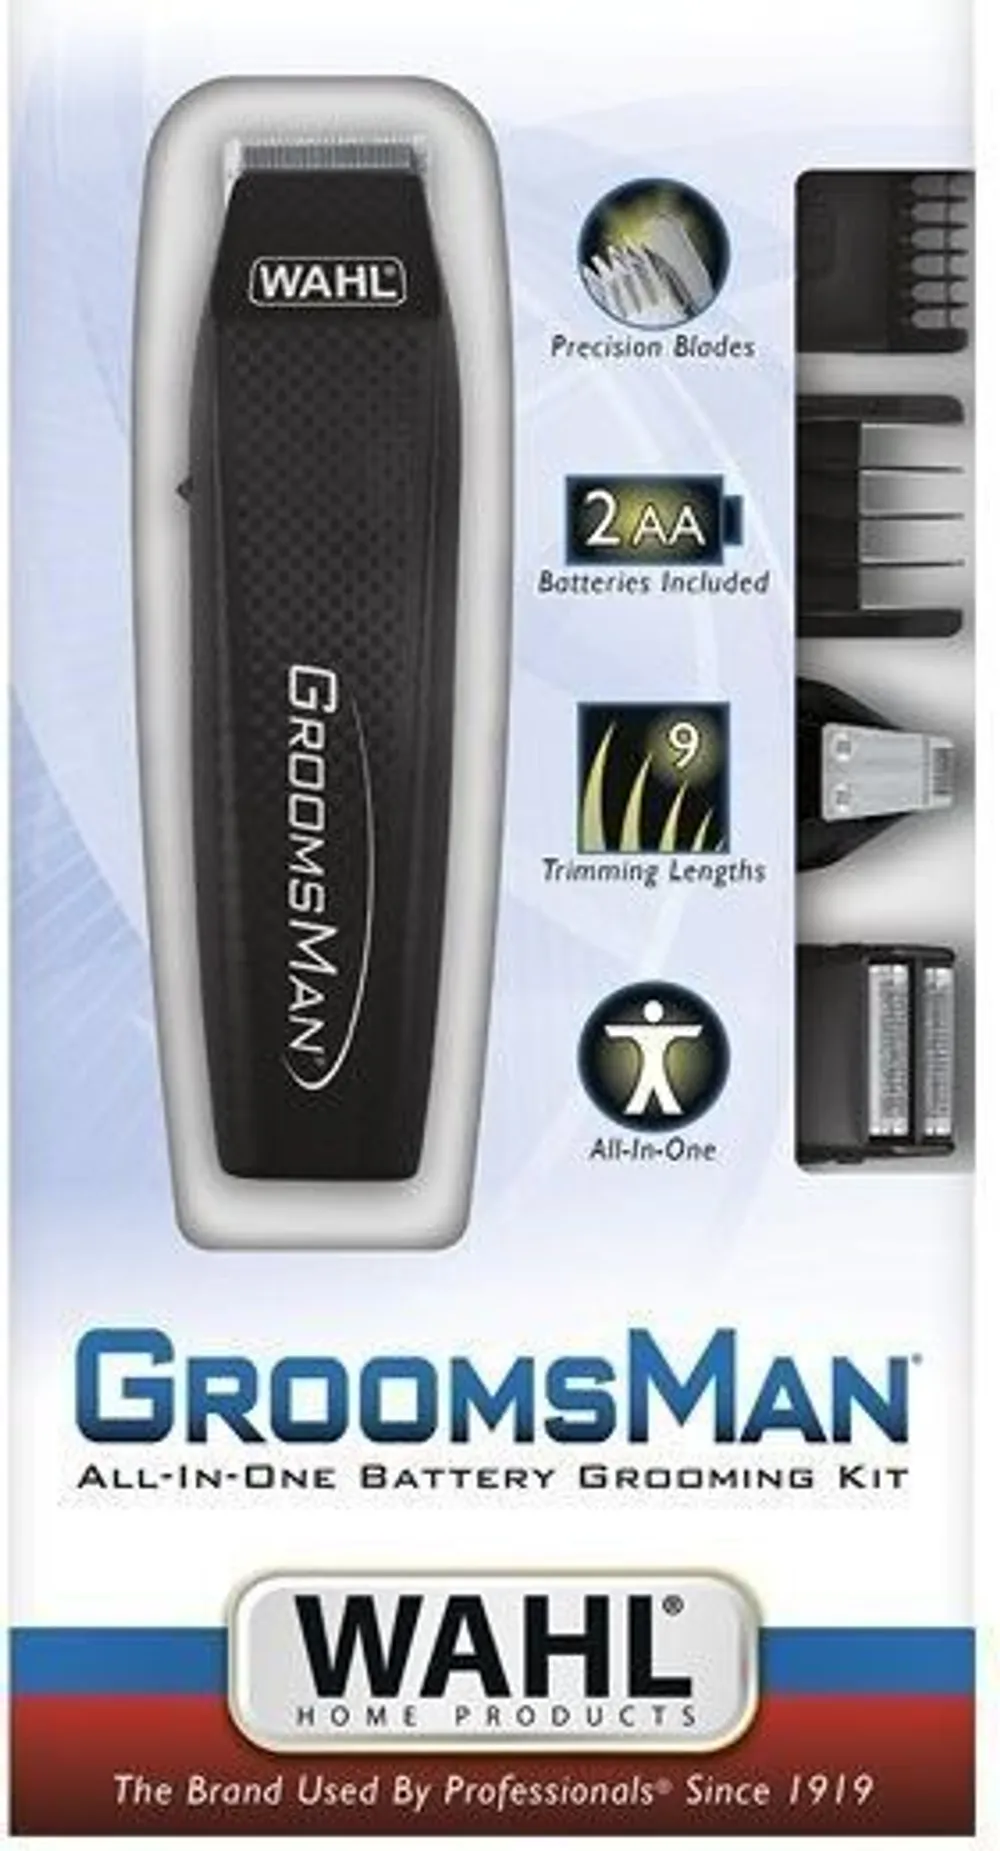 WAHL®
Precision Blades
2 AA
Batteries Included
GROOMSMAN®
9
Trimming Lengths
All-In-One
GROOMSMAN®
ALL-IN-ONE BATTERY GROOMING KIT
WAHL®
HOME PRODUCTS
The Brand Used By Professionals® Since 1919